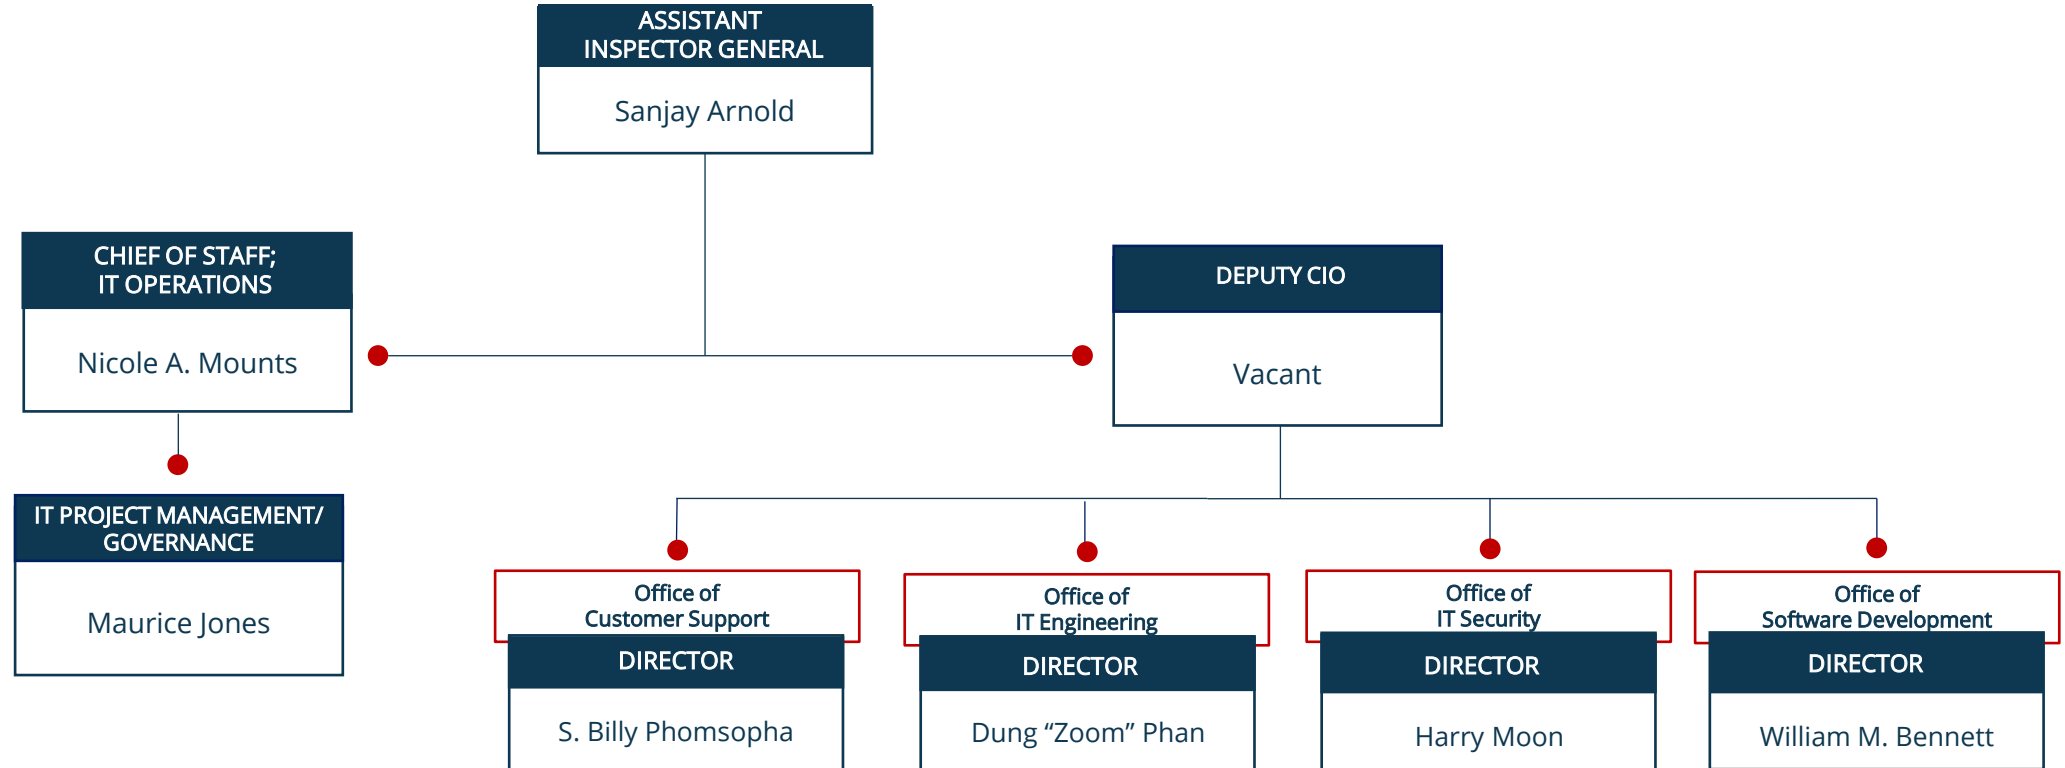 ASSISTANT
INSPECTOR GENERAL
Sanjay Arnold
CHIEF OF STAFF;
IT OPERATIONS
Nicole A. Mounts
DEPUTY CIO
Vacant
IT PROJECT MANAGEMENT/
GOVERNANCE
Maurice Jones
Office of
Customer Support
DIRECTOR
S. Billy Phomsopha
Office of
IT Engineering
DIRECTOR
Dung “Zoom” Phan
Office of
IT Security
DIRECTOR
Harry Moon
Office of
Software Development
DIRECTOR
William M. Bennett